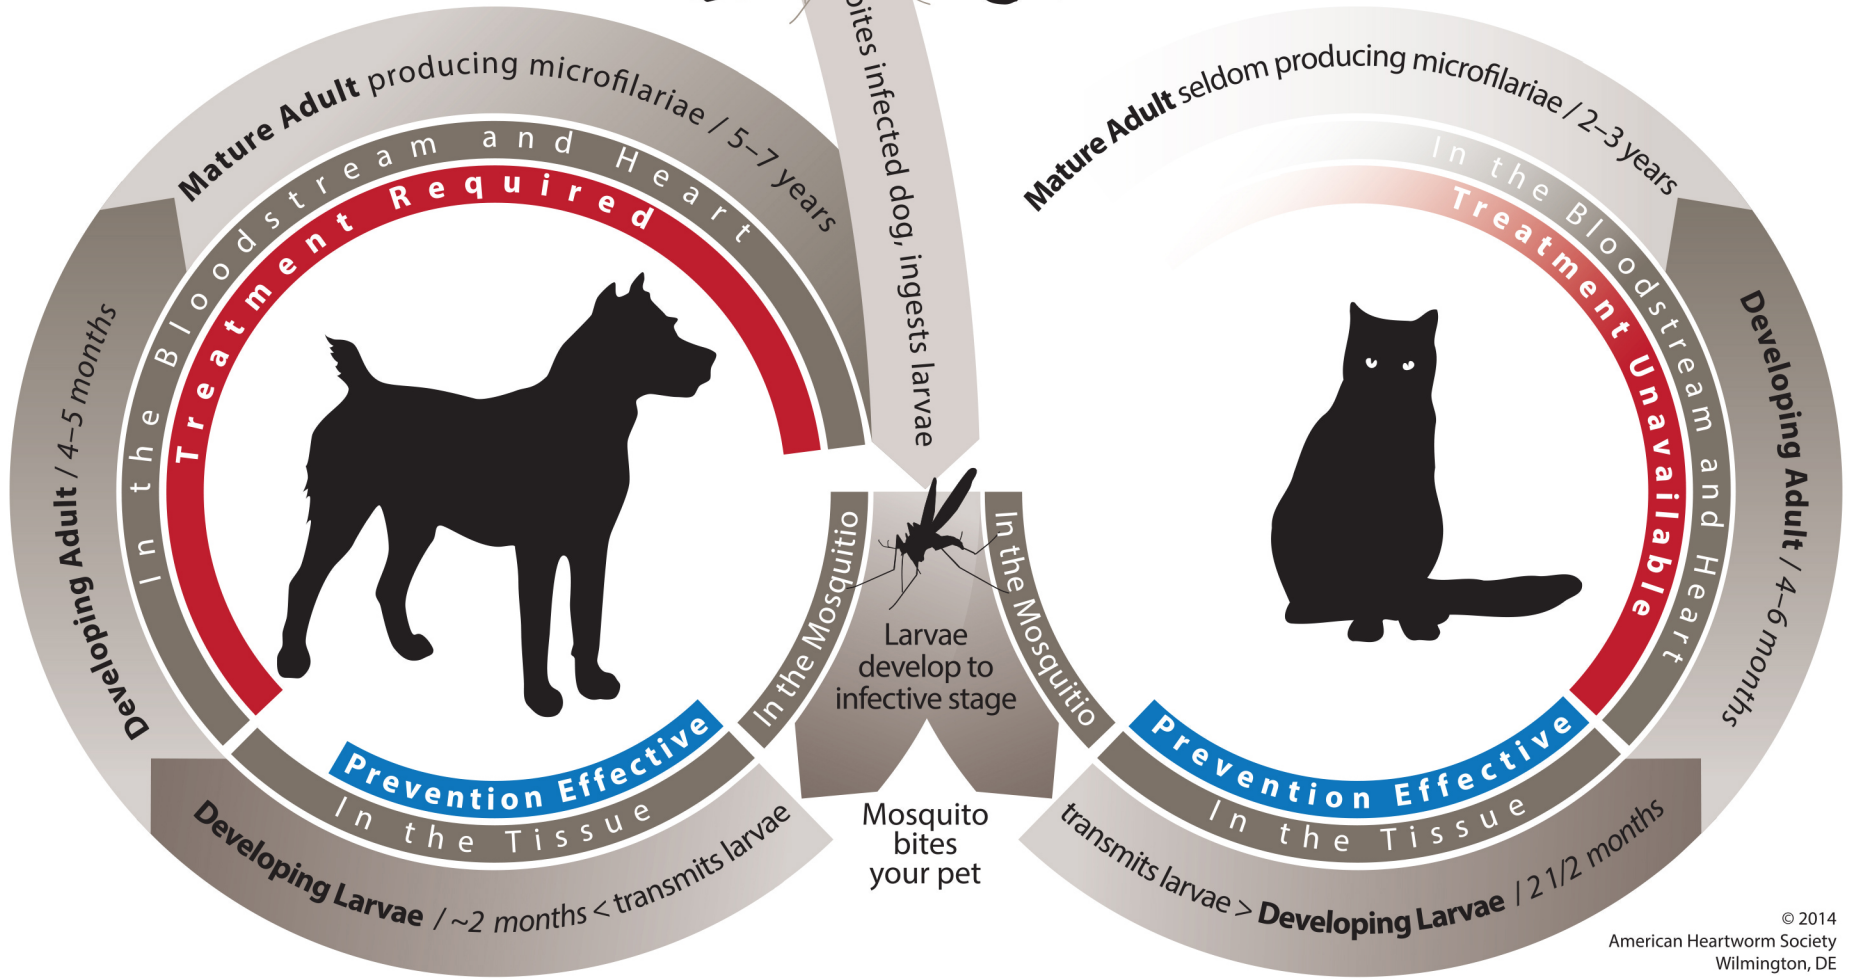 bites infected dog, ingests larvae
Mature Adult producing microfilariae / 5–7 years
In the Bloodstream and Heart
Treatment Required
Developing Adult / 4–5 months
Prevention Effective
In the Tissue
Developing Larvae / ~2 months < transmits larvae
In the Mosquitio
Larvae
develop to
infective stage
In the Mosquitio
Mosquito
bites
your pet
Mature Adult seldom producing microfilariae / 2–3 years
In the Bloodstream and Heart
Treatment Unavailable
Developing Adult / 4–6 months
Prevention Effective
In the Tissue
transmits larvae > Developing Larvae / 2 1/2 months
© 2014
American Heartworm Society
Wilmington, DE